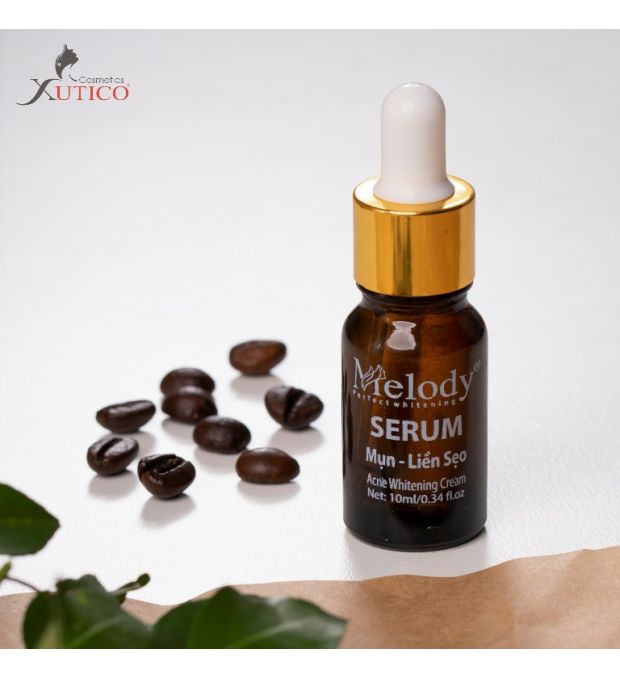 Cosmetics
XUTICO®
Melody®
Perfect whitening
SERUM
Mụn - Liền Sẹo
Acne Whitening Cream
Net: 10ml/0.34 fl.oz